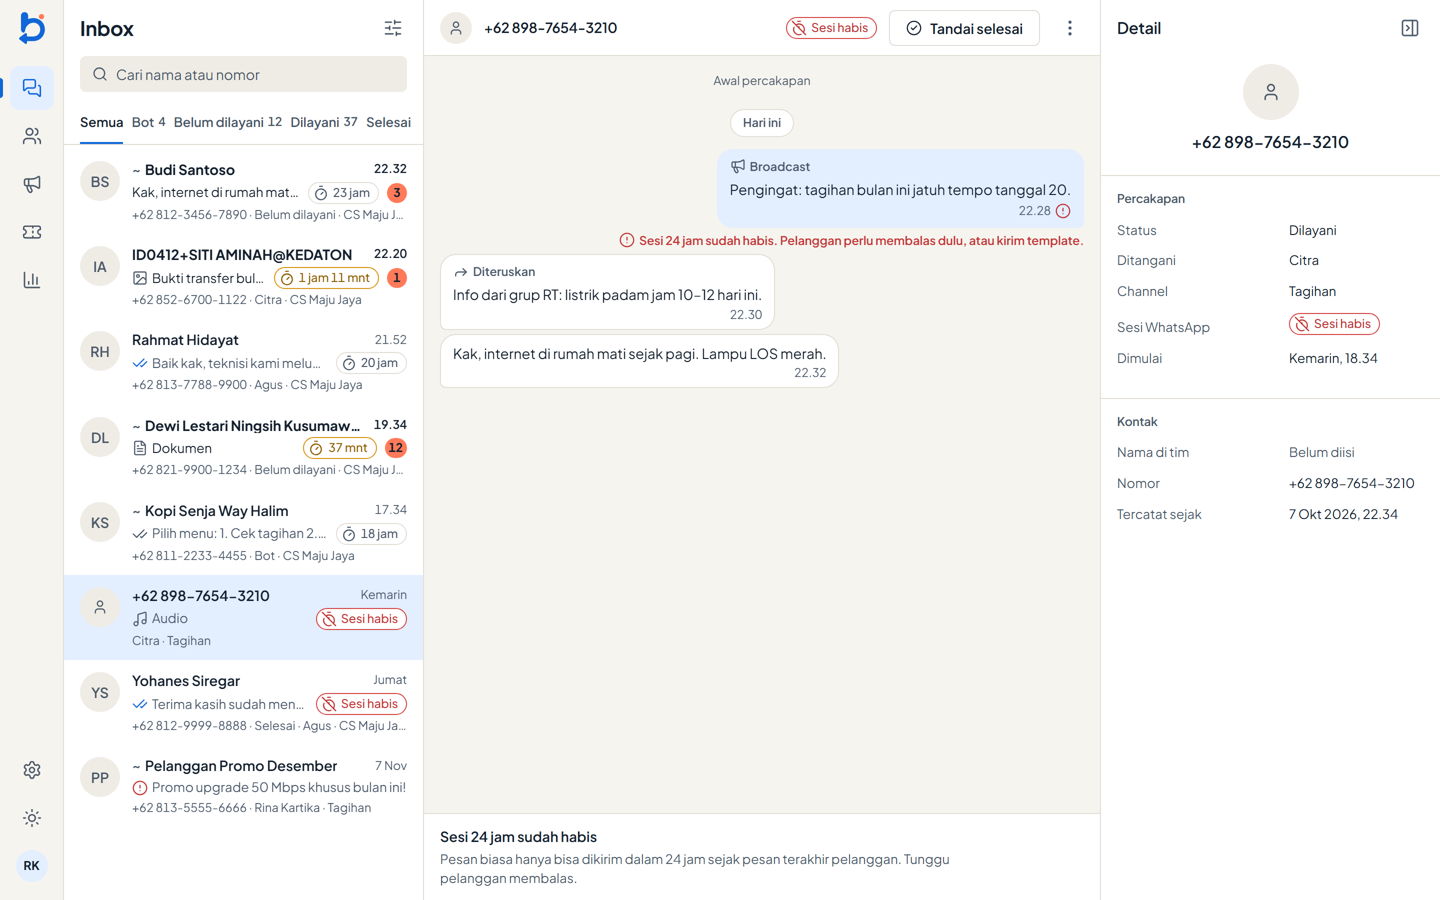 Inbox
Cari nama atau nomor
Semua Bot 4 Belum dilayani 12 Dilayani 37 Selesai
BS
~ Budi Santoso 22.32
Kak, internet di rumah mat... 23 jam 3
+62 812-3456-7890 · Belum dilayani · CS Maju J...
IA
ID0412+SITI AMINAH@KEDATON 22.20
Bukti transfer bul... 1 jam 11 mnt 1
+62 852-6700-1122 · Citra · CS Maju Jaya
RH
Rahmat Hidayat 21.52
Baik kak, teknisi kami melu... 20 jam
+62 813-7788-9900 · Agus · CS Maju Jaya
DL
~ Dewi Lestari Ningsih Kusumaw... 19.34
Dokumen 37 mnt 12
+62 821-9900-1234 · Belum dilayani · CS Maju J...
KS
~ Kopi Senja Way Halim 17.34
Pilih menu: 1. Cek tagihan 2.... 18 jam
+62 811-2233-4455 · Bot · CS Maju Jaya
+62 898-7654-3210 Kemarin
Audio Sesi habis
Citra · Tagihan
YS
Yohanes Siregar Jumat
Terima kasih sudah men... Sesi habis
+62 812-9999-8888 · Selesai · Agus · CS Maju Ja...
PP
~ Pelanggan Promo Desember 7 Nov
Promo upgrade 50 Mbps khusus bulan ini!
+62 813-5555-6666 · Rina Kartika · Tagihan
RK
+62 898-7654-3210 Sesi habis Tandai selesai
Awal percakapan
Hari ini
Broadcast
Pengingat: tagihan bulan ini jatuh tempo tanggal 20.
22.28
Sesi 24 jam sudah habis. Pelanggan perlu membalas dulu, atau kirim template.
Diteruskan
Info dari grup RT: listrik padam jam 10–12 hari ini.
22.30
Kak, internet di rumah mati sejak pagi. Lampu LOS merah.
22.32
Sesi 24 jam sudah habis
Pesan biasa hanya bisa dikirim dalam 24 jam sejak pesan terakhir pelanggan. Tunggu
pelanggan membalas.
Detail
+62 898-7654-3210
Percakapan
Status Dilayani
Ditangani Citra
Channel Tagihan
Sesi WhatsApp Sesi habis
Dimulai Kemarin, 18.34
Kontak
Nama di tim Belum diisi
Nomor +62 898-7654-3210
Tercatat sejak 7 Okt 2026, 22.34